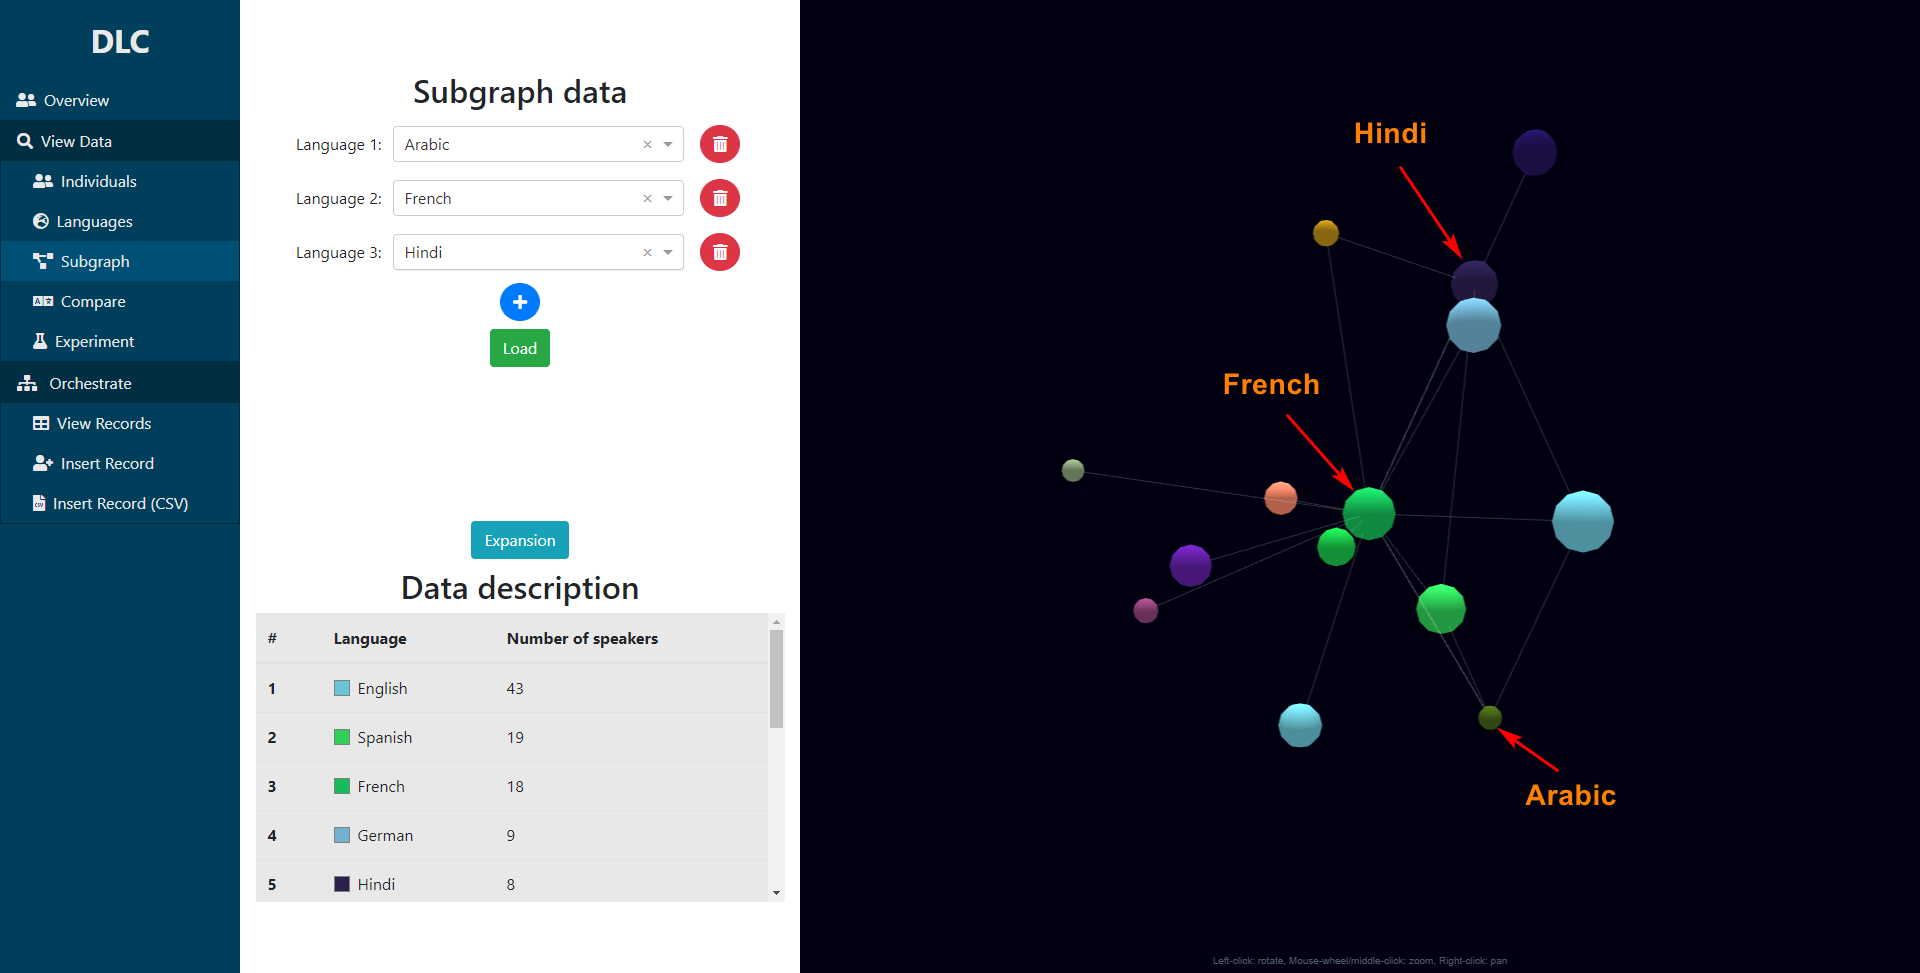 DLC
Overview
View Data
Individuals
Languages
Subgraph
Compare
Experiment
Orchestrate
View Records
Insert Record
Insert Record (CSV)
Subgraph data
Language 1: Arabic
Language 2: French
Language 3: Hindi
Load
Expansion
Data description
# Language Number of speakers
1 English 43
2 Spanish 19
3 French 18
4 German 9
5 Hindi 8
Hindi
French
Arabic
Left-click: rotate, Mouse-wheel/middle-click: zoom, Right-click: pan